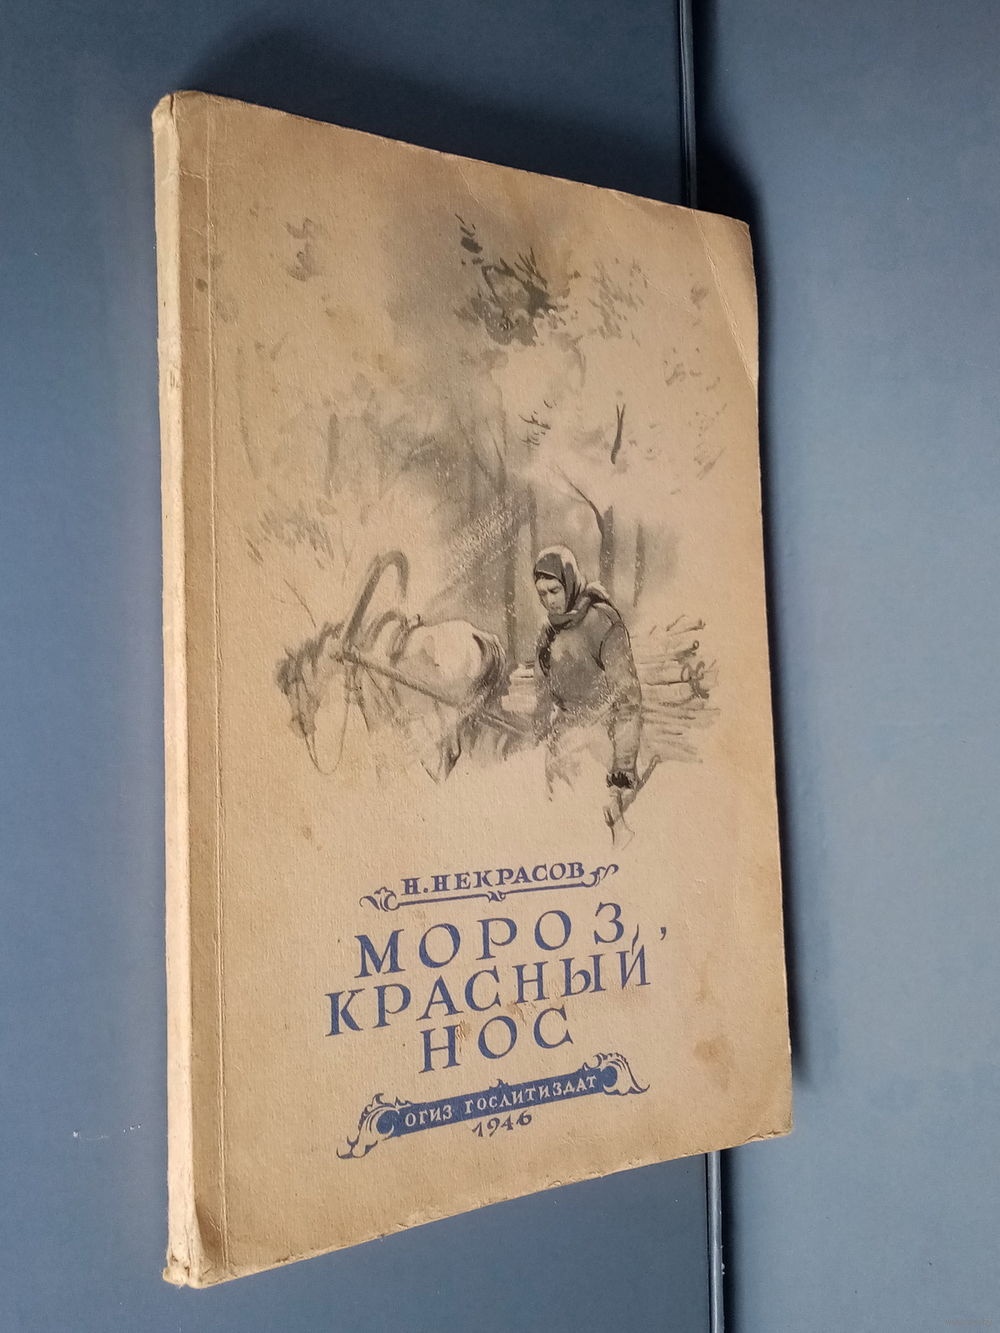 Н. НЕКРАСОВ
МОРОЗ,
КРАСНЫЙ
НОС
ОГИЗ ГОСЛИТИЗДАТ
1946